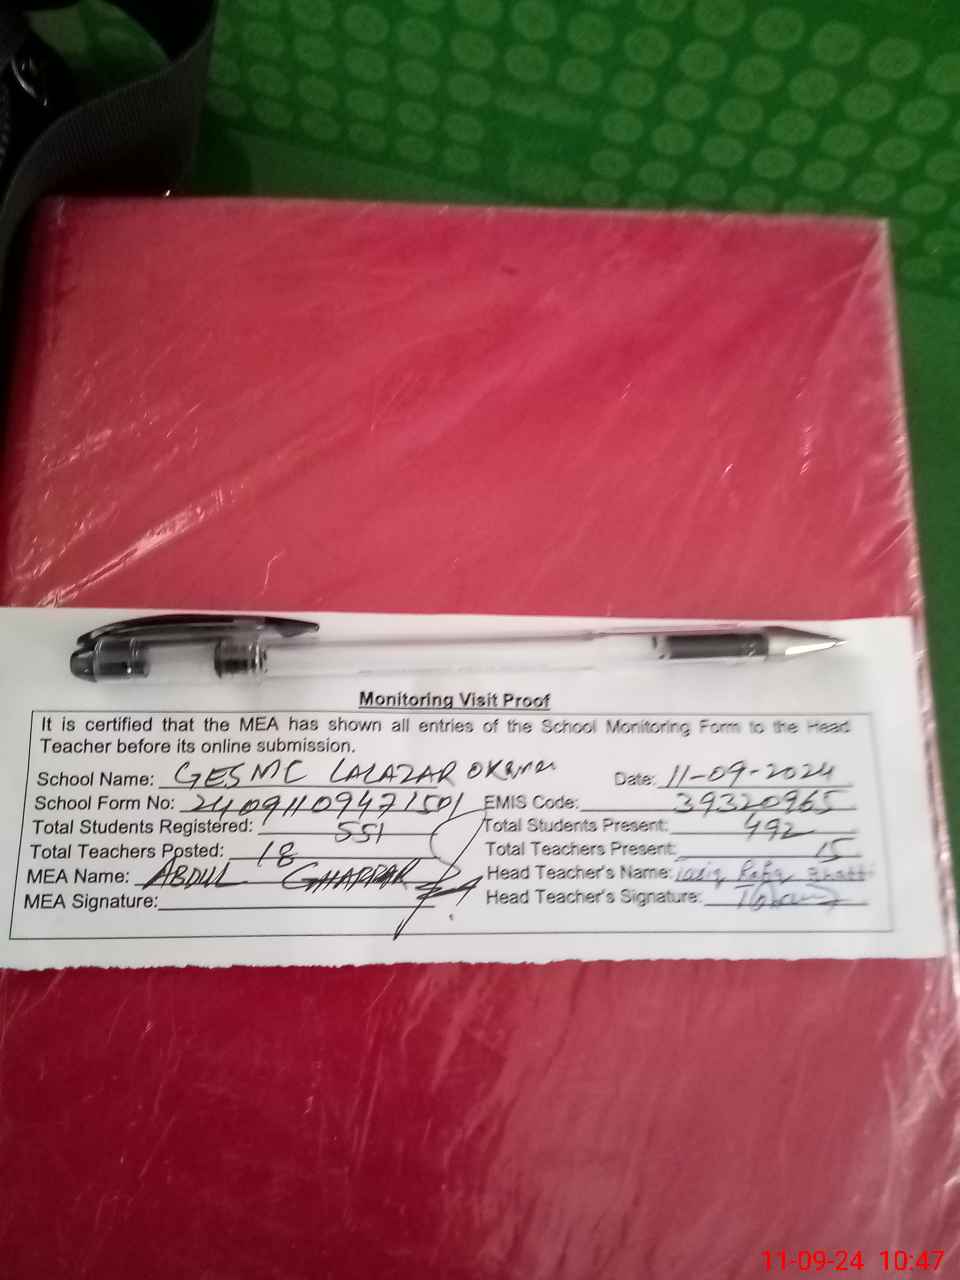 Monitoring Visit Proof
It is certified that the MEA has shown all entries of the School Monitoring Form to the Head
Teacher before its online submission.
School Name: GES MC LALAZAR OKARA Date: 11-09-2024
School Form No: EMIS Code: 39320965
Total Students Registered: 551 Total Students Present: 492
Total Teachers Posted: 18 Total Teachers Present: 15
MEA Name: ABDUL GHAFFAR Head Teacher's Name: Bhatti
MEA Signature: Head Teacher's Signature:
11-09-24 10:47